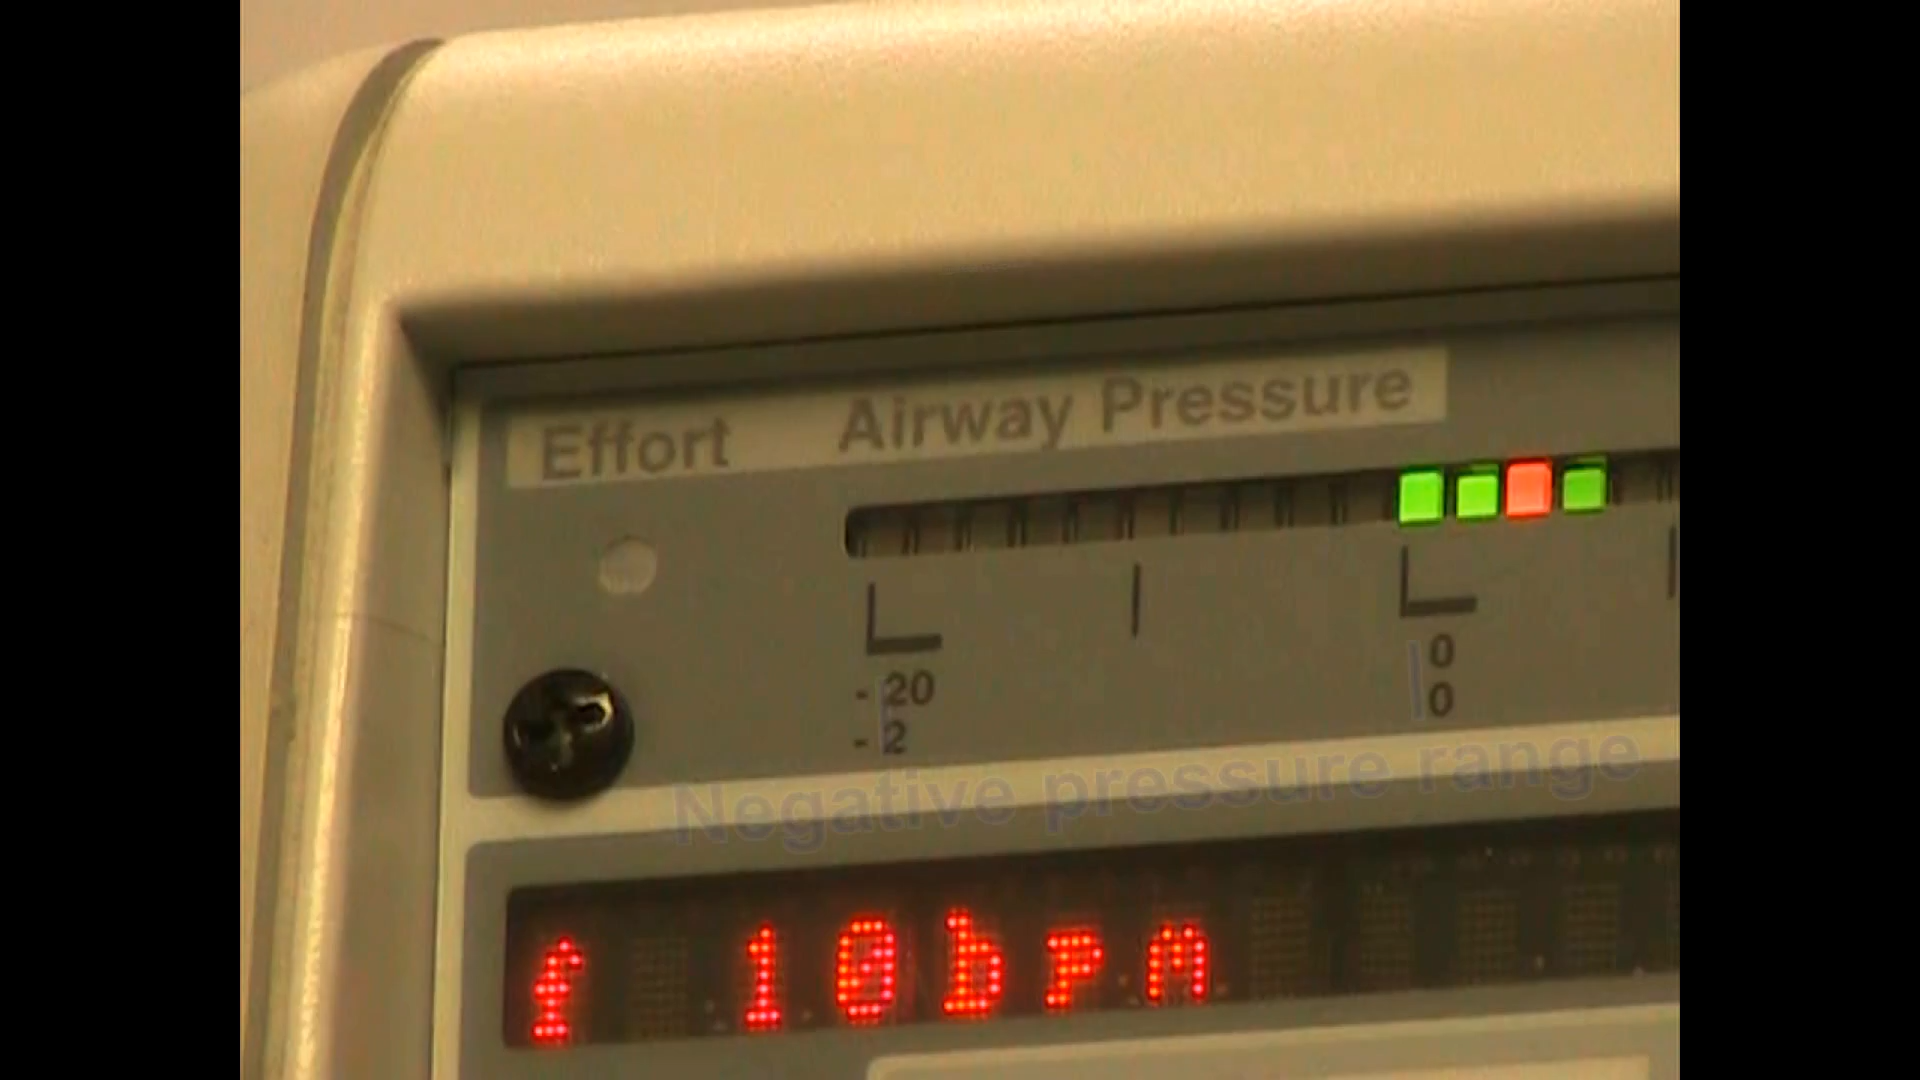 Effort Airway Pressure
- 20 0
- 2 0
Negative pressure range
f 10bpm